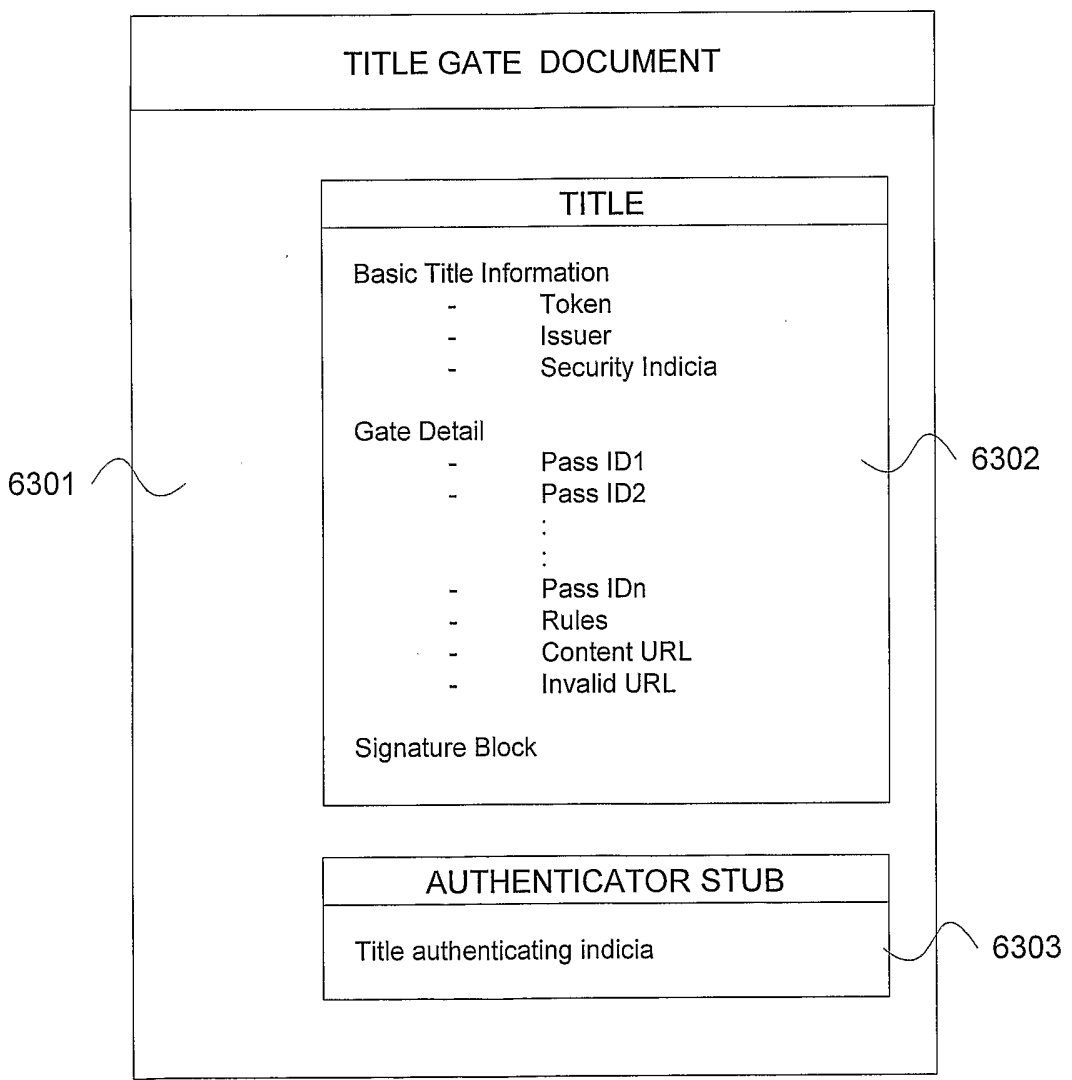 TITLE GATE DOCUMENT
TITLE
Basic Title Information
- Token
- Issuer
- Security Indicia
Gate Detail
- Pass ID1
- Pass ID2
:
:
- Pass IDn
- Rules
- Content URL
- Invalid URL
Signature Block
AUTHENTICATOR STUB
Title authenticating indicia
6301
6302
6303